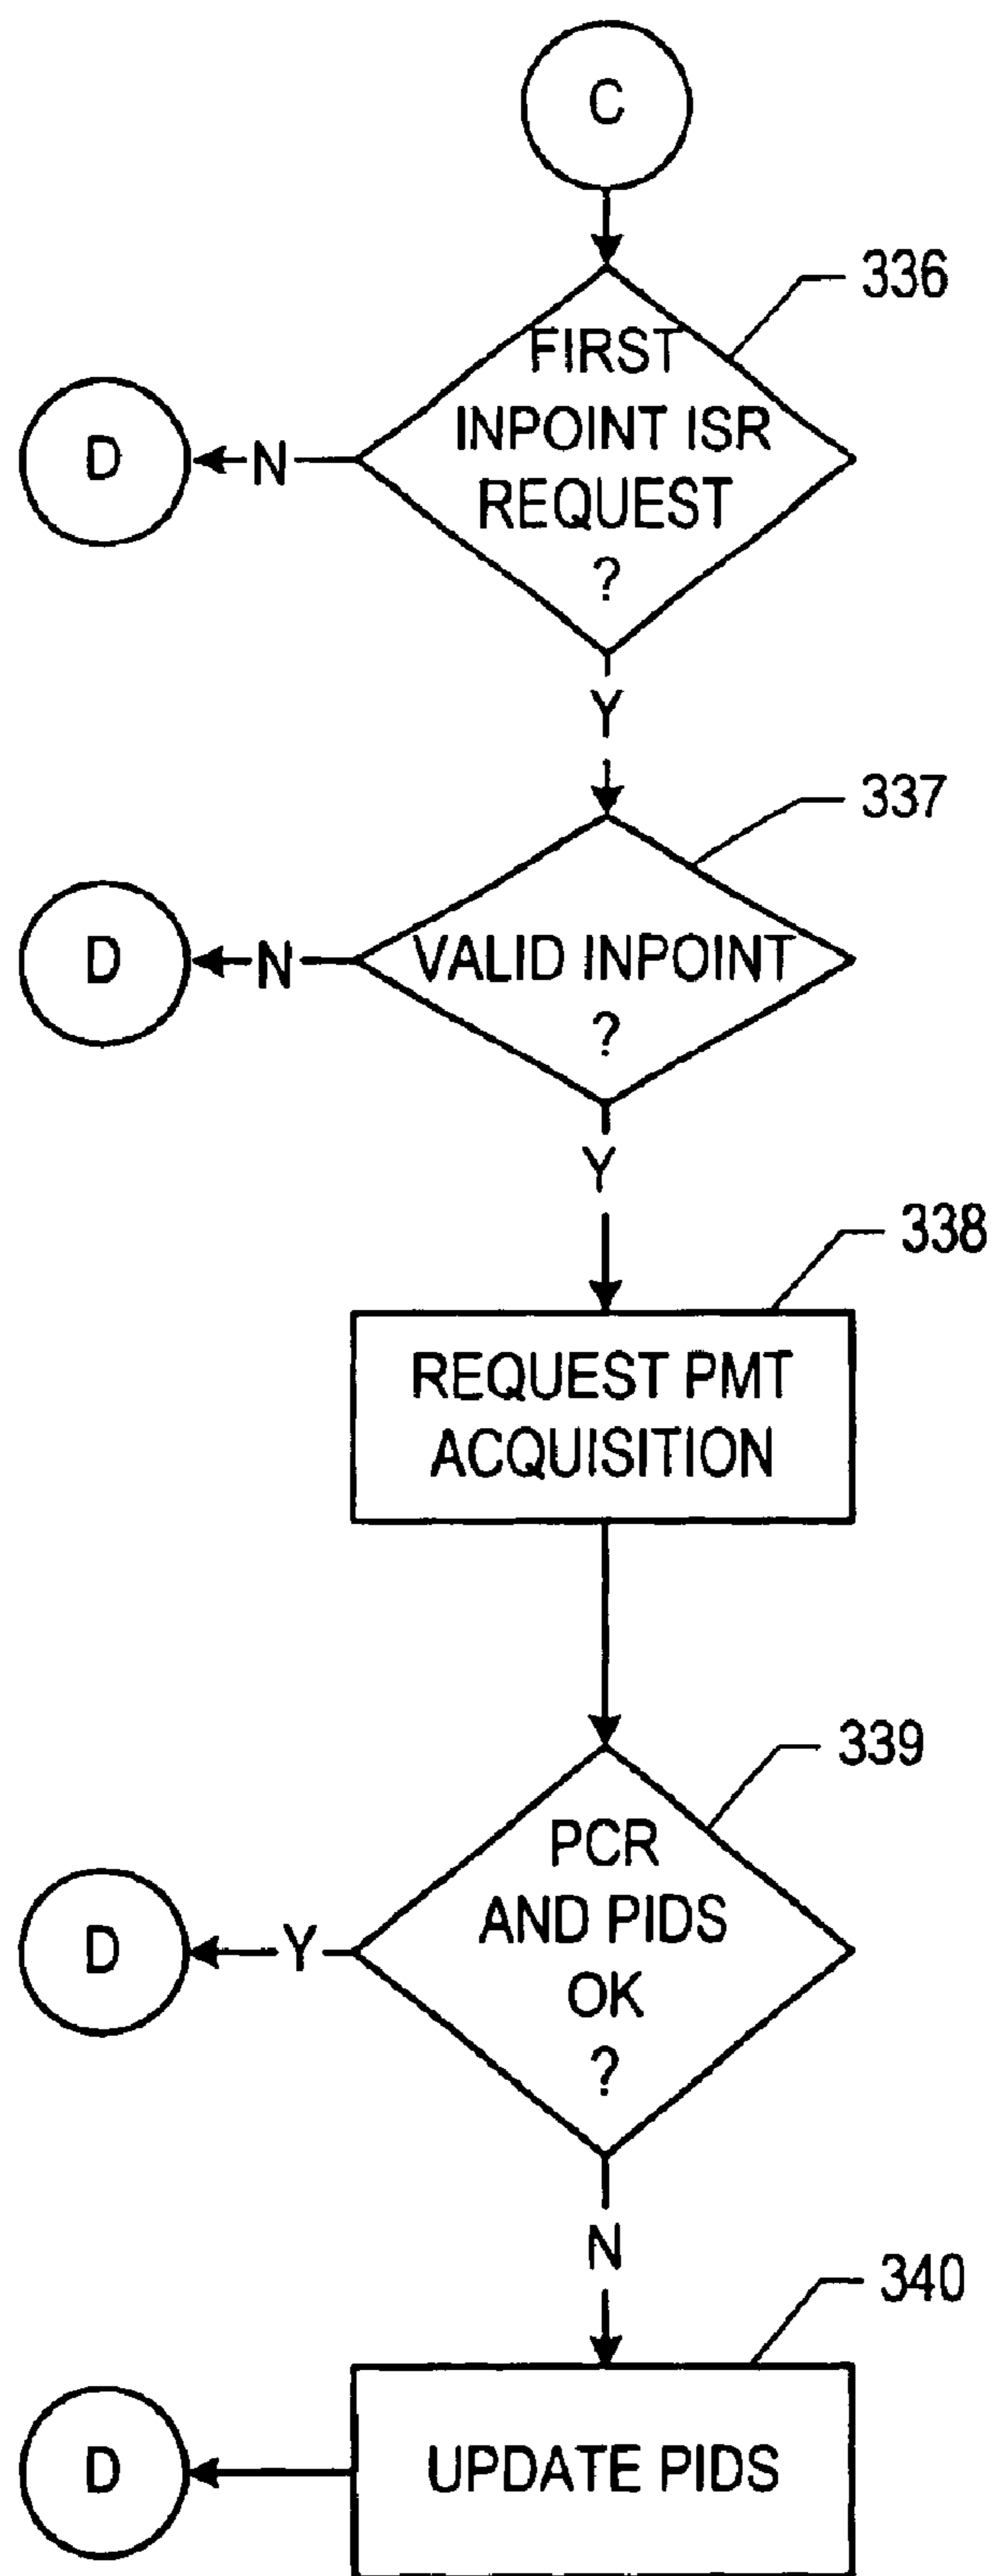 C
336
FIRST
INPOINT ISR
REQUEST
?
D
N
Y
337
VALID INPOINT
?
D
N
Y
338
REQUEST PMT
ACQUISITION
339
PCR
AND PIDS
OK
?
D
Y
N
340
UPDATE PIDS
D